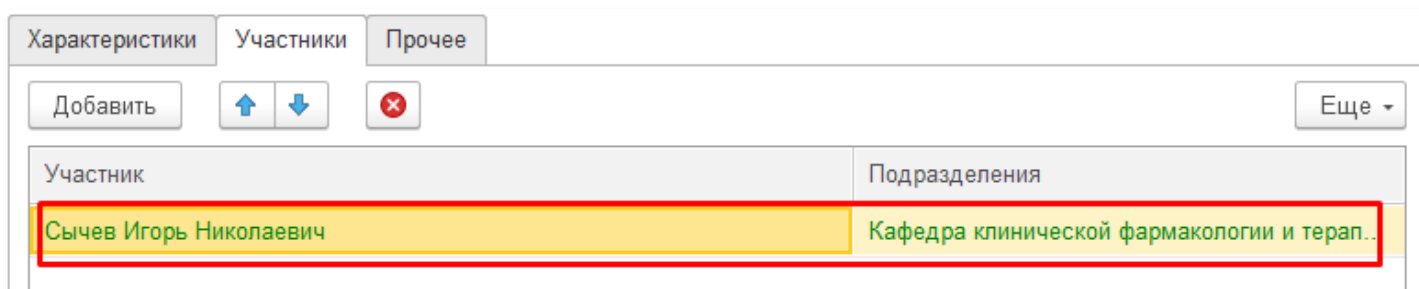 Характеристики Участники Прочее
Добавить Еще
Участник Подразделения
Сычев Игорь Николаевич Кафедра клинической фармакологии и терап..